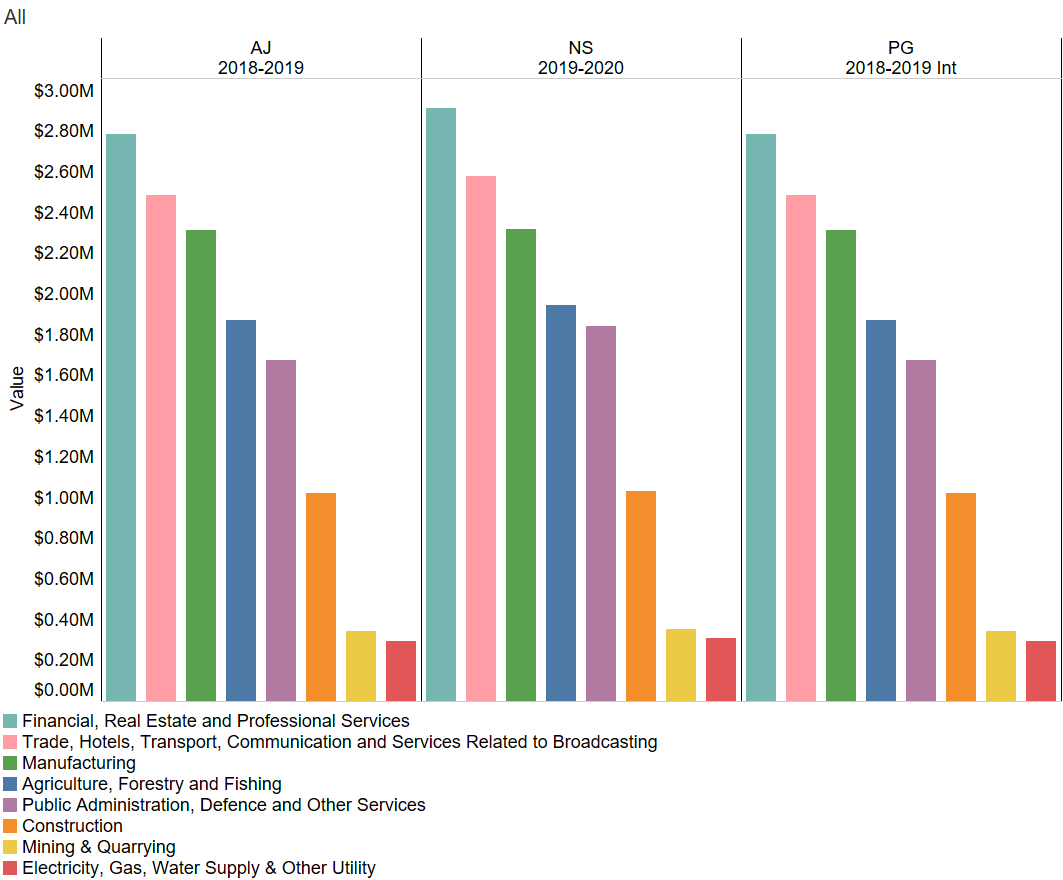 All
AJ
2018-2019
NS
2019-2020
PG
2018-2019 Int
$3.00M
$2.80M
$2.60M
$2.40M
$2.20M
$2.00M
$1.80M
$1.60M
$1.40M
$1.20M
$1.00M
$0.80M
$0.60M
$0.40M
$0.20M
$0.00M
Value
Financial, Real Estate and Professional Services
Trade, Hotels, Transport, Communication and Services Related to Broadcasting
Manufacturing
Agriculture, Forestry and Fishing
Public Administration, Defence and Other Services
Construction
Mining & Quarrying
Electricity, Gas, Water Supply & Other Utility